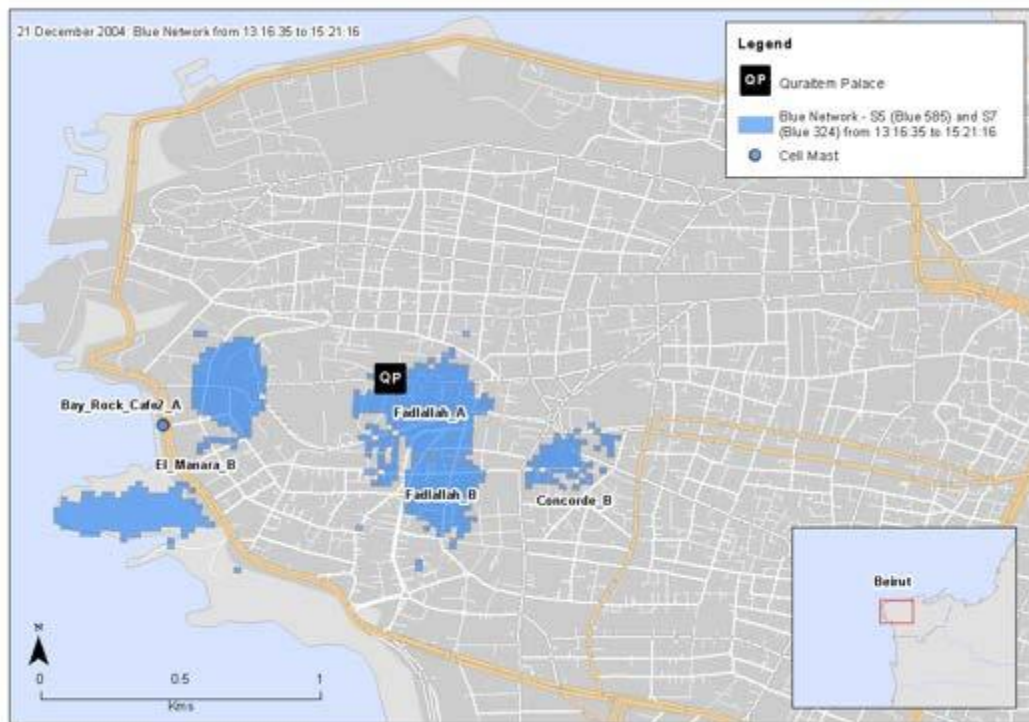 21 December 2004: Blue Network from 13:16:35 to 15:21:16
Legend
QP Quraitem Palace
Blue Network - S5 (Blue 585) and S7
(Blue 324) from 13:16:35 to 15:21:16
Cell Mast
QP
Bay_Rock_Cafe2_A
Fadlallah_A
El_Manara_B
Fadlallah_B
Concorde_B
Beirut
N
0 0.5 1
Kms